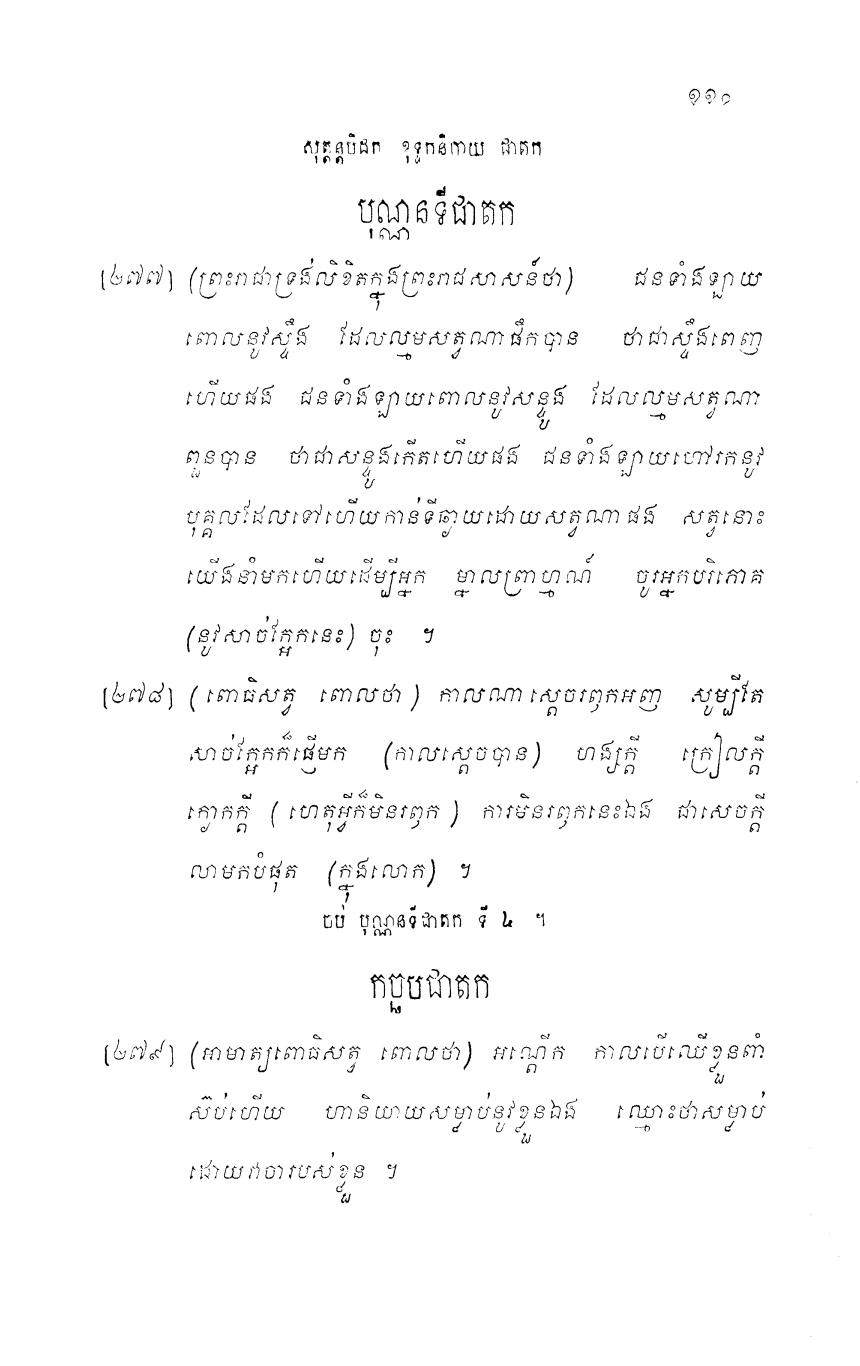 ១១០
សុត្តន្តបិដក ខុទ្ទកនិកាយ ជាតក
បុណ្ណនទីជាតក
[២៧៧] (ព្រះរាជាទ្រង់លិខិតក្នុងព្រះរាជសាសន៍ថា) ជនទាំងឡាយ
ពោលនូវស្ទឹង ដែលល្មមសត្វណាផឹកបាន ថាជាស្ទឹងពេញ
ហើយផង ជនទាំងឡាយពោលនូវសន្ទូង ដែលល្មមសត្វណា
ពួនបាន ថាជាសន្ទូងកើតហើយផង ជនទាំងឡាយហៅរកនូវ
បុគ្គលដែលទៅហើយកាន់ទីឆ្ងាយដោយសត្វណាផង សត្វនោះ
យើងនាំមកហើយដើម្បីអ្នក ម្នាលព្រាហ្មណ៍ ចូរអ្នកបរិភោគ
(នូវសាច់ក្អែកនេះ) ចុះ ។
[២៧៨] (ពោធិសត្វ ពោលថា) កាលណាស្តេចរឭកអញ សូម្បីតែ
សាច់ក្អែកក៏ផ្ញើមក (កាលស្តេចបាន) ហង្សក្តី ក្រៀលក្តី
ក្ងោកក្តី (ហេតុអ្វីក៏មិនរឭក) ការមិនរឭកនេះឯង ជាសេចក្តី
លាមកបំផុត (ក្នុងលោក) ។
ចប់ បុណ្ណនទីជាតក ទី ៤ ។
កច្ឆបជាតក
[២៧៩] (អាមាត្យពោធិសត្វ ពោលថា) អណ្តើក កាលបើឈើខ្លួនពាំ
ស៊ប់ហើយ ហានិយាយសម្លាប់នូវខ្លួនឯង ឈ្មោះថាសម្លាប់
ដោយវាចារបស់ខ្លួន ។